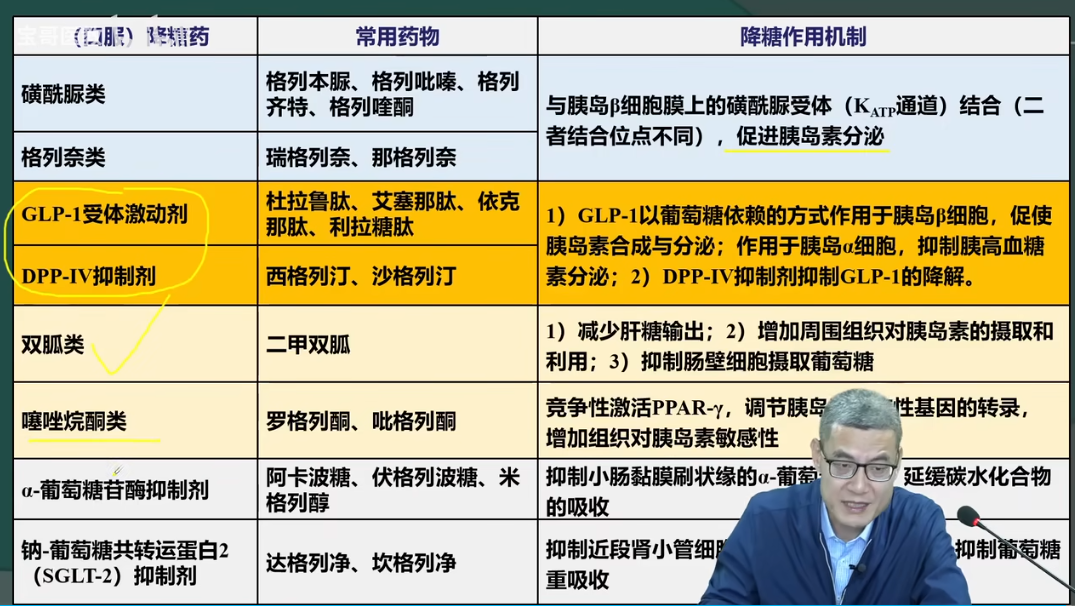 （口服）降糖药
常用药物
降糖作用机制
磺酰脲类
格列本脲、格列吡嗪、格列
齐特、格列喹酮
与胰岛β细胞膜上的磺酰脲受体（KATP通道）结合（二
者结合位点不同），促进胰岛素分泌
格列奈类
瑞格列奈、那格列奈
GLP-1受体激动剂
杜拉鲁肽、艾塞那肽、依克
那肽、利拉糖肽
1）GLP-1以葡萄糖依赖的方式作用于胰岛β细胞，促使
胰岛素合成与分泌；作用于胰岛α细胞，抑制胰高血糖
素分泌；2）DPP-IV抑制剂抑制GLP-1的降解。
DPP-IV抑制剂
西格列汀、沙格列汀
双胍类
二甲双胍
1）减少肝糖输出；2）增加周围组织对胰岛素的摄取和
利用；3）抑制肠壁细胞摄取葡萄糖
噻唑烷酮类
罗格列酮、吡格列酮
竞争性激活PPAR-γ，调节胰岛 性基因的转录，
增加组织对胰岛素敏感性
α-葡萄糖苷酶抑制剂
阿卡波糖、伏格列波糖、米
格列醇
抑制小肠黏膜刷状缘的α-葡萄 延缓碳水化合物
的吸收
钠-葡萄糖共转运蛋白2
（SGLT-2）抑制剂
达格列净、坎格列净
抑制近段肾小管细胞 抑制葡萄糖
重吸收